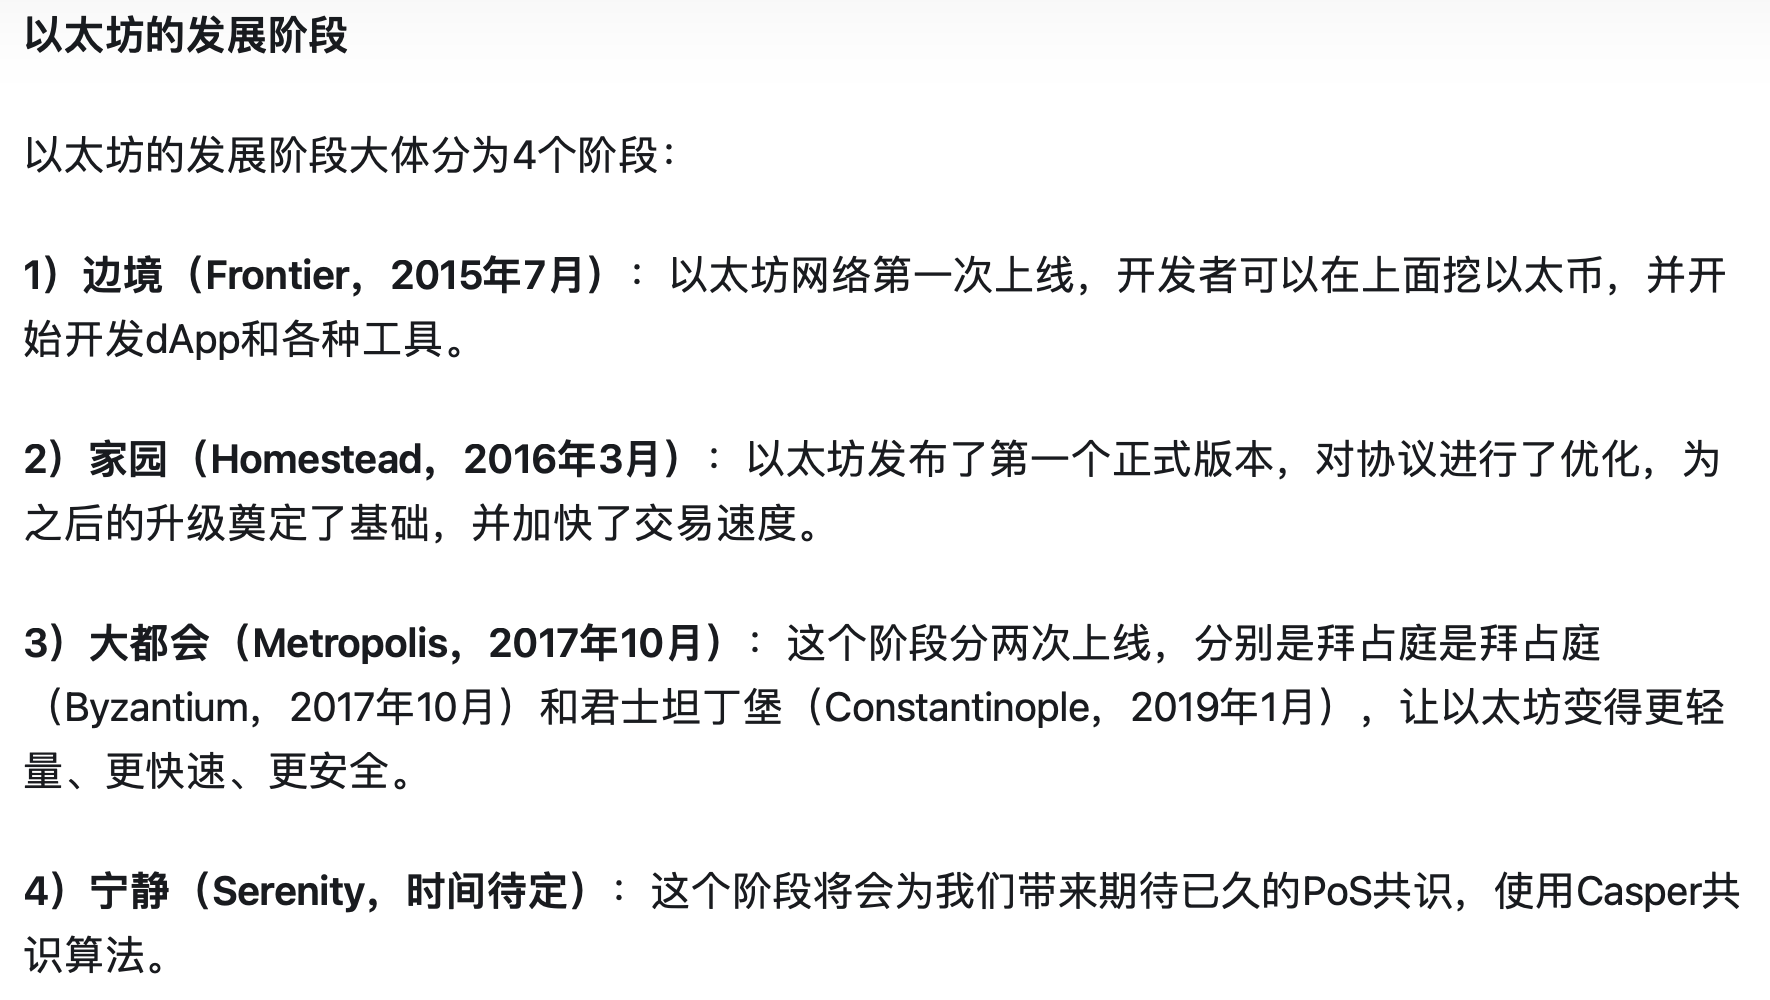 以太坊的发展阶段
以太坊的发展阶段大体分为4个阶段：
1）边境（Frontier，2015年7月）：以太坊网络第一次上线，开发者可以在上面挖以太币，并开
始开发dApp和各种工具。
2）家园（Homestead，2016年3月）：以太坊发布了第一个正式版本，对协议进行了优化，为
之后的升级奠定了基础，并加快了交易速度。
3）大都会（Metropolis，2017年10月）：这个阶段分两次上线，分别是拜占庭是拜占庭
（Byzantium，2017年10月）和君士坦丁堡（Constantinople，2019年1月），让以太坊变得更轻
量、更快速、更安全。
4）宁静（Serenity，时间待定）：这个阶段将会为我们带来期待已久的PoS共识，使用Casper共
识算法。